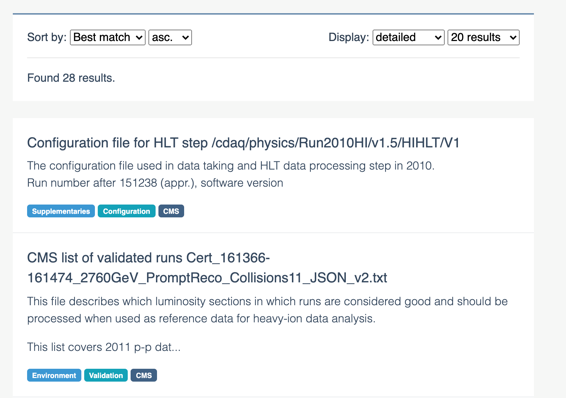 Sort by: Best match asc. Display: detailed 20 results
Found 28 results.
Configuration file for HLT step /cdaq/physics/Run2010HI/v1.5/HIHLT/V1
The configuration file used in data taking and HLT data processing step in 2010.
Run number after 151238 (appr.), software version
Supplementaries Configuration CMS
CMS list of validated runs Cert_161366-
161474_2760GeV_PromptReco_Collisions11_JSON_v2.txt
This file describes which luminosity sections in which runs are considered good and should be
processed when used as reference data for heavy-ion data analysis.
This list covers 2011 p-p dat...
Environment Validation CMS